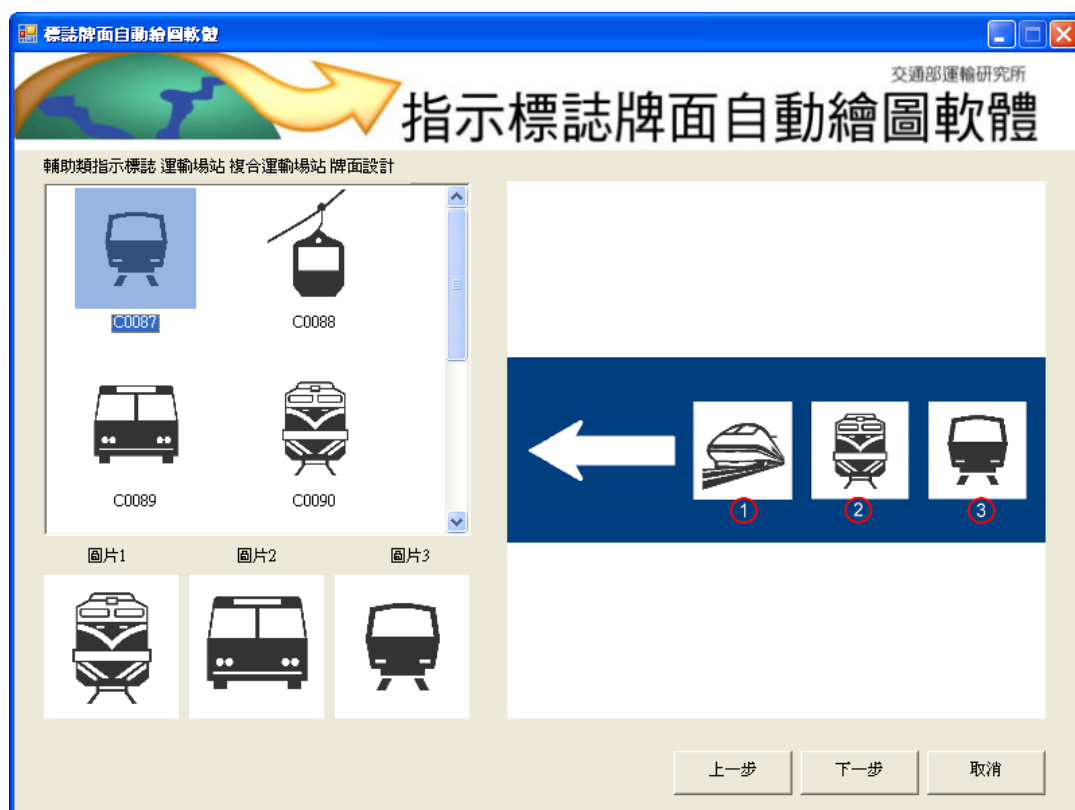 標誌牌面自動繪圖軟體
交通部運輸研究所
指示標誌牌面自動繪圖軟體
輔助類指示標誌 運輸場站 複合運輸場站 牌面設計
C0087
C0088
C0089
C0090
圖片1
圖片2
圖片3
1
2
3
上一步
下一步
取消